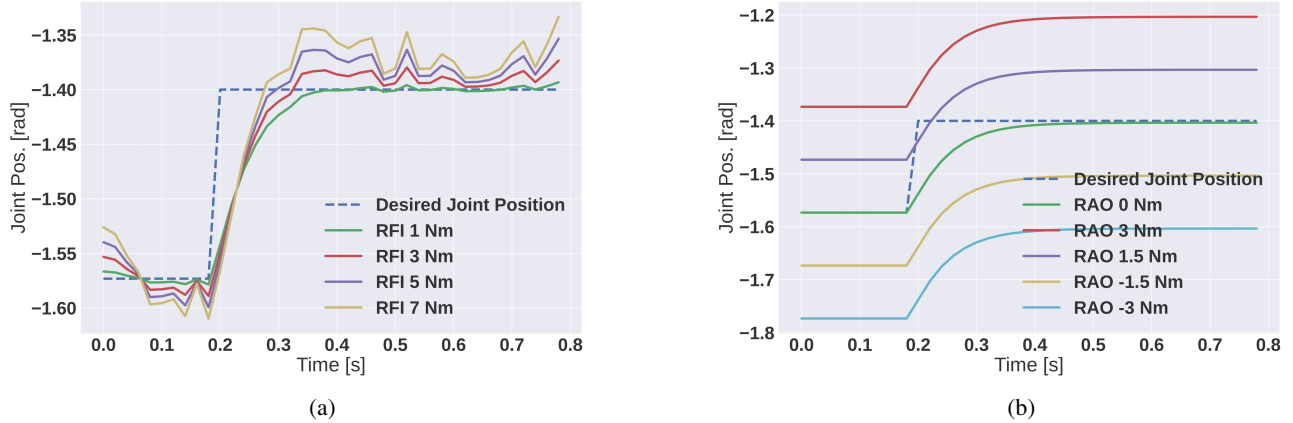 −1.35
−1.40
−1.45
−1.50
−1.55
−1.60
Joint Pos. [rad]
Desired Joint Position
RFI 1 Nm
RFI 3 Nm
RFI 5 Nm
RFI 7 Nm
0.0 0.1 0.2 0.3 0.4 0.5 0.6 0.7 0.8
Time [s]
(a)
−1.2
−1.3
−1.4
−1.5
−1.6
−1.7
−1.8
Joint Pos. [rad]
Desired Joint Position
RAO 0 Nm
RAO 3 Nm
RAO 1.5 Nm
RAO -1.5 Nm
RAO -3 Nm
0.0 0.1 0.2 0.3 0.4 0.5 0.6 0.7 0.8
Time [s]
(b)